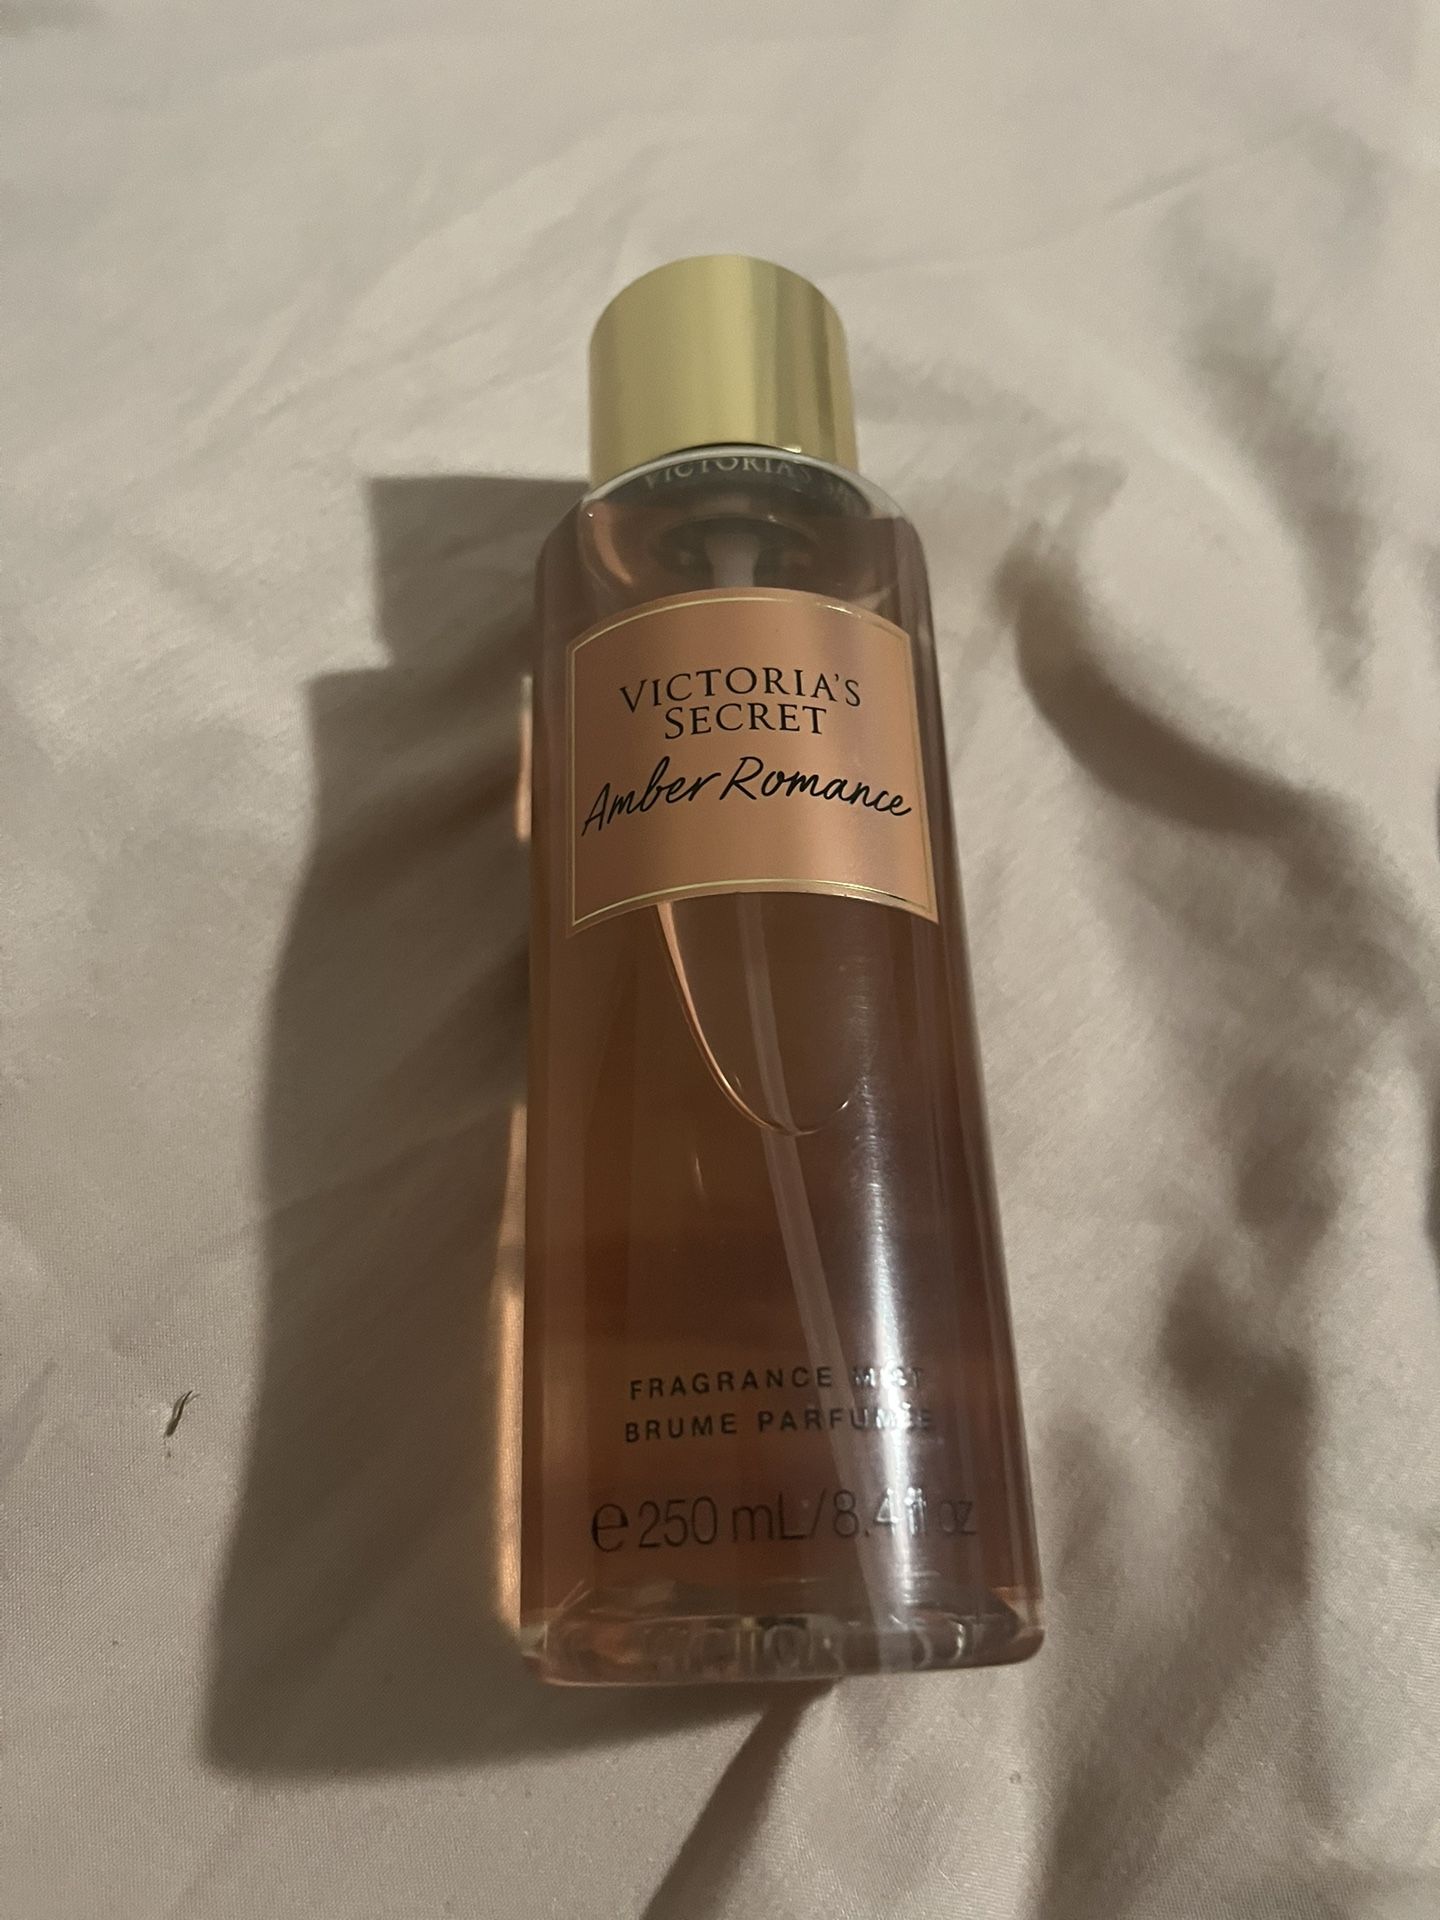 VICTORIA'S
SECRET
Amber Romance
FRAGRANCE MIST
BRUME PARFUMÉE
e 250 mL/8.4 fl oz